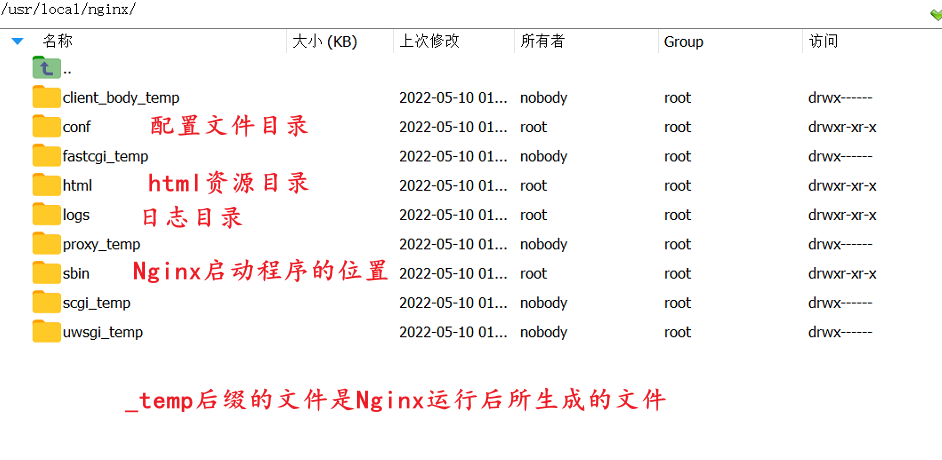 /usr/local/nginx/
名称 大小 (KB) 上次修改 所有者 Group 访问
..
client_body_temp 2022-05-10 01... nobody root drwx------
conf 配置文件目录 2022-05-10 01... root root drwxr-xr-x
fastcgi_temp 2022-05-10 01... nobody root drwx------
html html资源目录 2022-05-10 01... root root drwxr-xr-x
logs 日志目录 2022-05-10 01... root root drwxr-xr-x
proxy_temp 2022-05-10 01... nobody root drwx------
sbin Nginx启动程序的位置 2022-05-10 01... root root drwxr-xr-x
scgi_temp 2022-05-10 01... nobody root drwx------
uwsgi_temp 2022-05-10 01... nobody root drwx------
_temp后缀的文件是Nginx运行后所生成的文件